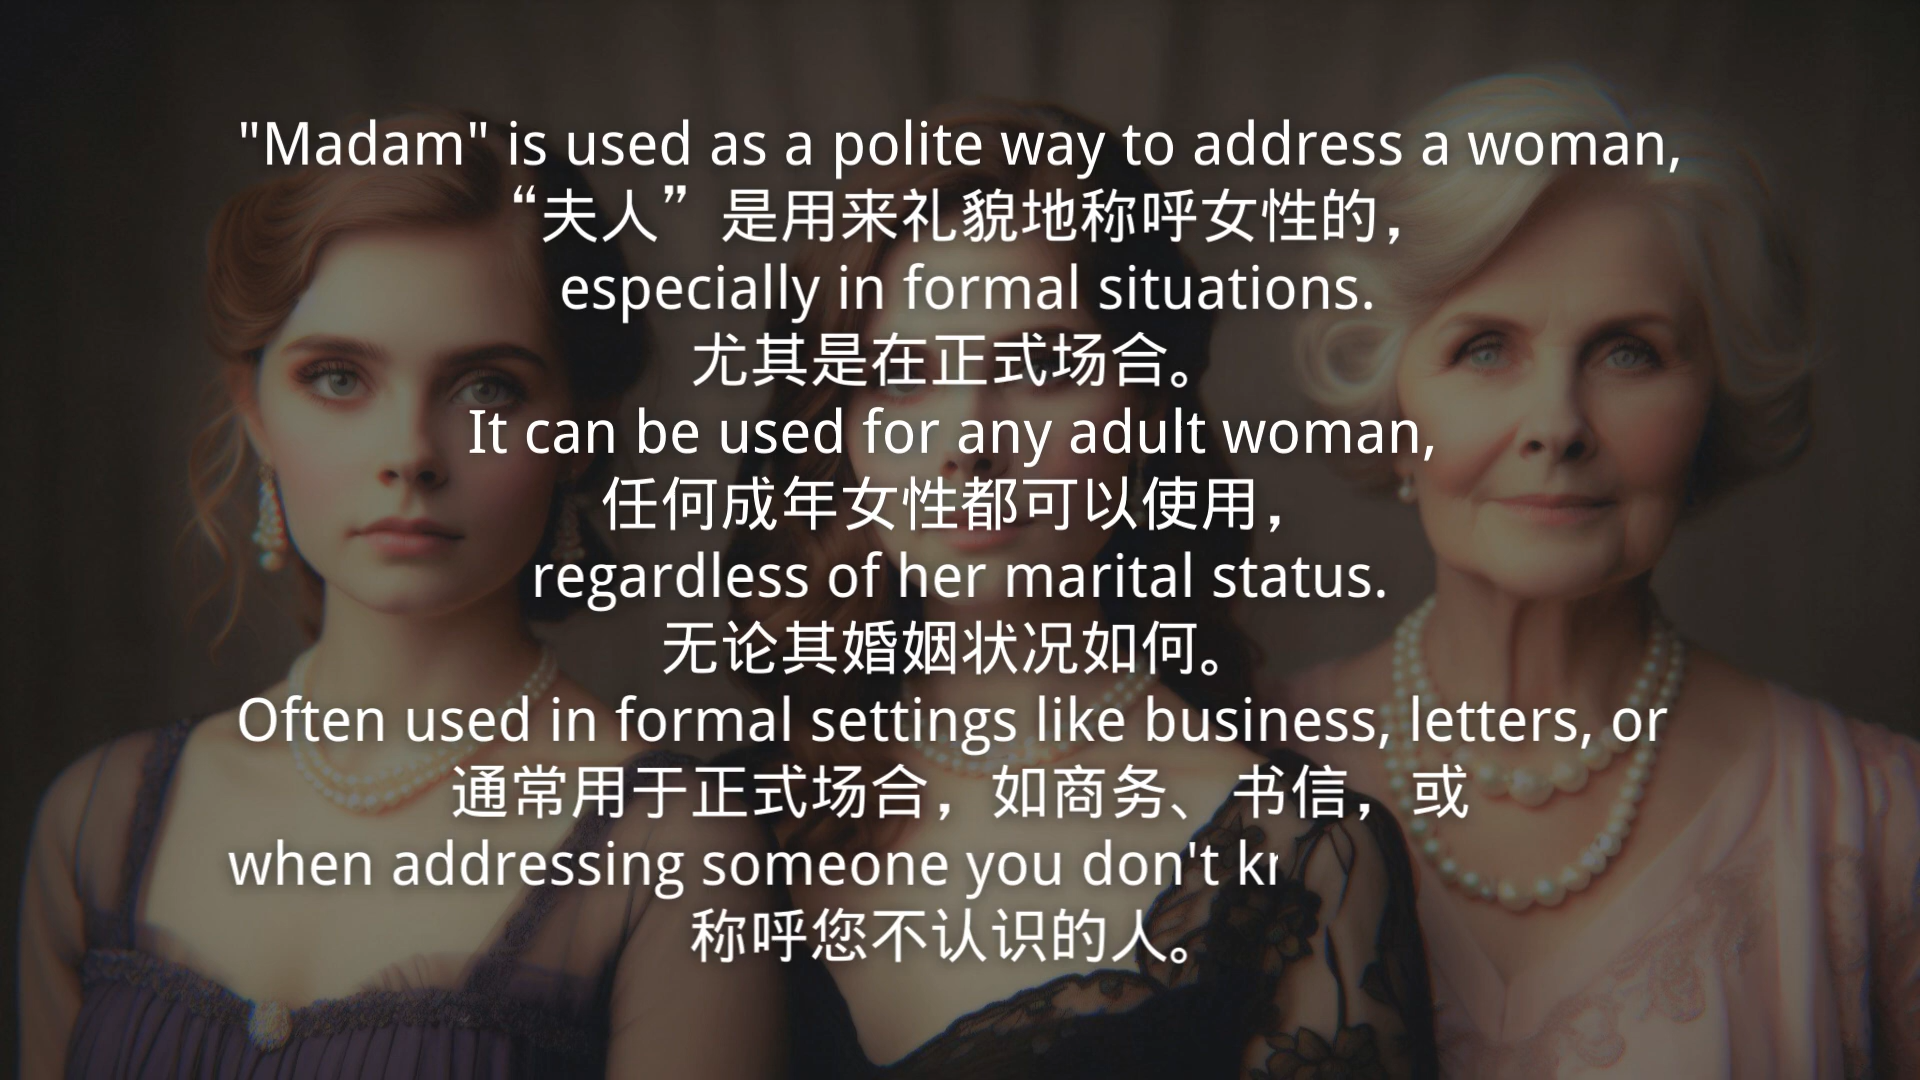 "Madam" is used as a polite way to address a woman,
“夫人”是用来礼貌地称呼女性的，
especially in formal situations.
尤其是在正式场合。
It can be used for any adult woman,
任何成年女性都可以使用，
regardless of her marital status.
无论其婚姻状况如何。
Often used in formal settings like business, letters, or
通常用于正式场合，如商务、书信，或
when addressing someone you don't
称呼您不认识的人。